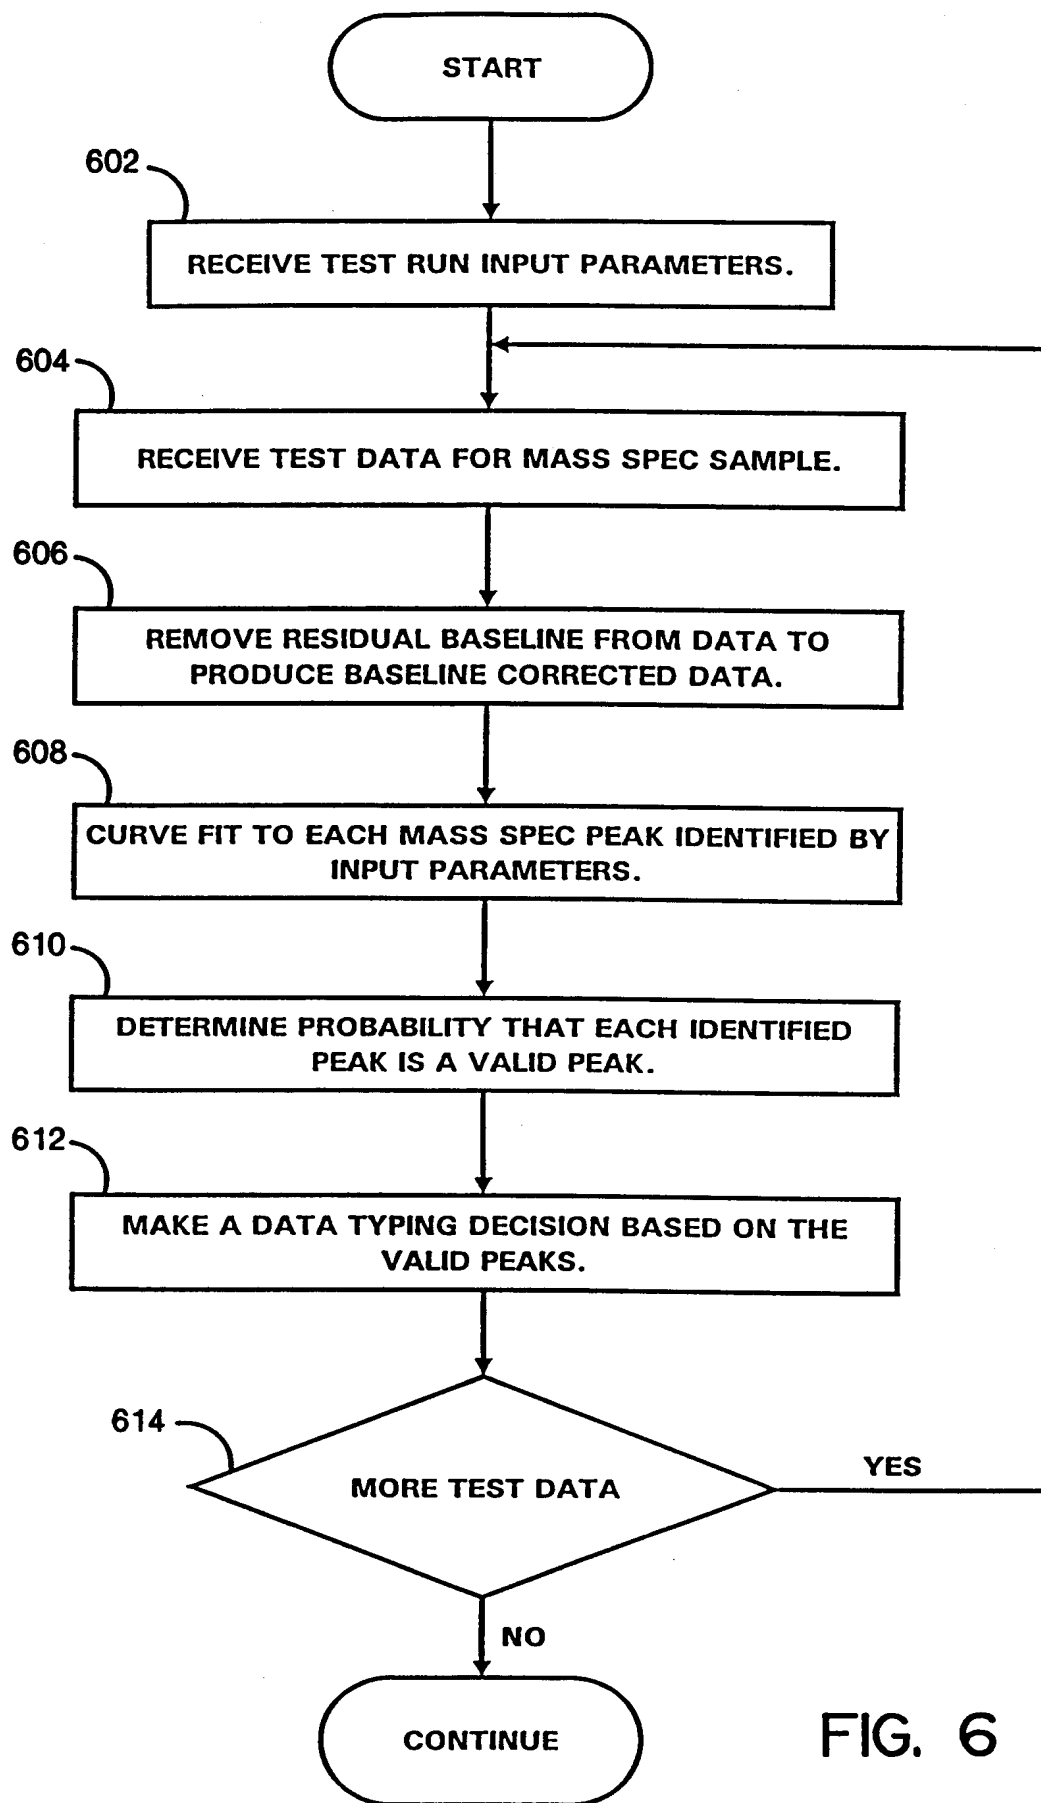 START
602
RECEIVE TEST RUN INPUT PARAMETERS.
604
RECEIVE TEST DATA FOR MASS SPEC SAMPLE.
606
REMOVE RESIDUAL BASELINE FROM DATA TO
PRODUCE BASELINE CORRECTED DATA.
608
CURVE FIT TO EACH MASS SPEC PEAK IDENTIFIED BY
INPUT PARAMETERS.
610
DETERMINE PROBABILITY THAT EACH IDENTIFIED
PEAK IS A VALID PEAK.
612
MAKE A DATA TYPING DECISION BASED ON THE
VALID PEAKS.
614
MORE TEST DATA
YES
NO
CONTINUE
FIG. 6